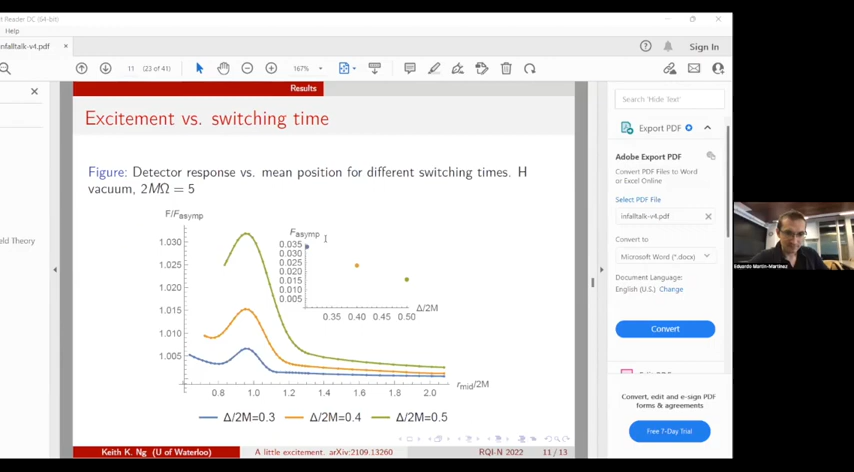 t Reader DC (64-bit)
Help
nfalltalk-v4.pdf ×
Sign In
11 (23 of 41)
167%
Results
Excitement vs. switching time
Figure: Detector response vs. mean position for different switching times. H
vacuum, 2MΩ = 5
F/Fasymp
1.030
1.025
1.020
1.015
1.010
1.005
0.8 1.0 1.2 1.4 1.6 1.8 2.0
rmid/2M
Fasymp
0.035
0.030
0.025
0.020
0.015
0.010
0.005
0.35 0.40 0.45 0.50
Δ/2M
Δ/2M=0.3 Δ/2M=0.4 Δ/2M=0.5
Keith K. Ng (U of Waterloo) A little excitement. arXiv:2109.13260 RQI-N 2022 11 / 13
eld Theory
Search 'Hide Text'
Export PDF
Adobe Export PDF
Convert PDF Files to Word
or Excel Online
Select PDF File
infalltalk-v4.pdf
Convert to
Microsoft Word (*.docx)
Document Language:
English (U.S.) Change
Convert
Convert, edit and e-sign PDF
forms & agreements
Free 7-Day Trial
Eduardo Martin-Martinez